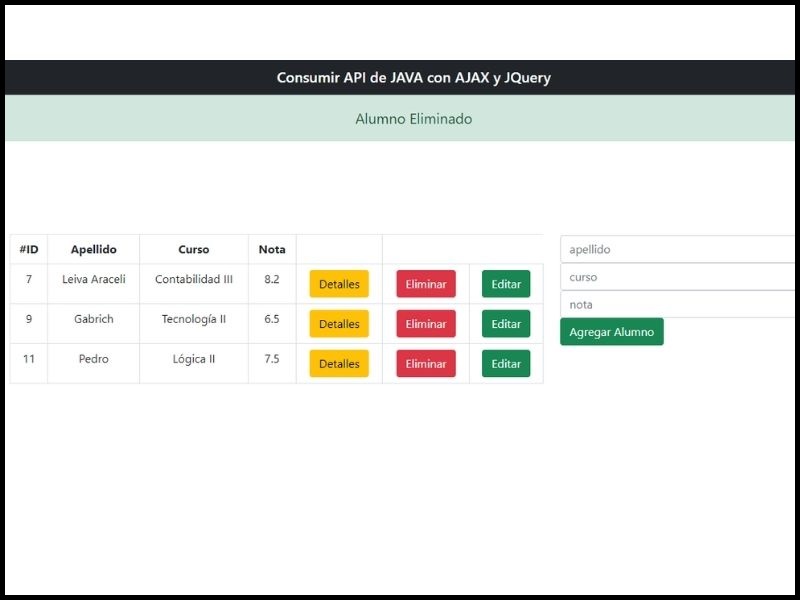 Consumir API de JAVA con AJAX y JQuery
Alumno Eliminado
#ID Apellido Curso Nota
7 Leiva Araceli Contabilidad III 8.2 Detalles Eliminar Editar
9 Gabrich Tecnología II 6.5 Detalles Eliminar Editar
11 Pedro Lógica II 7.5 Detalles Eliminar Editar
apellido
curso
nota
Agregar Alumno